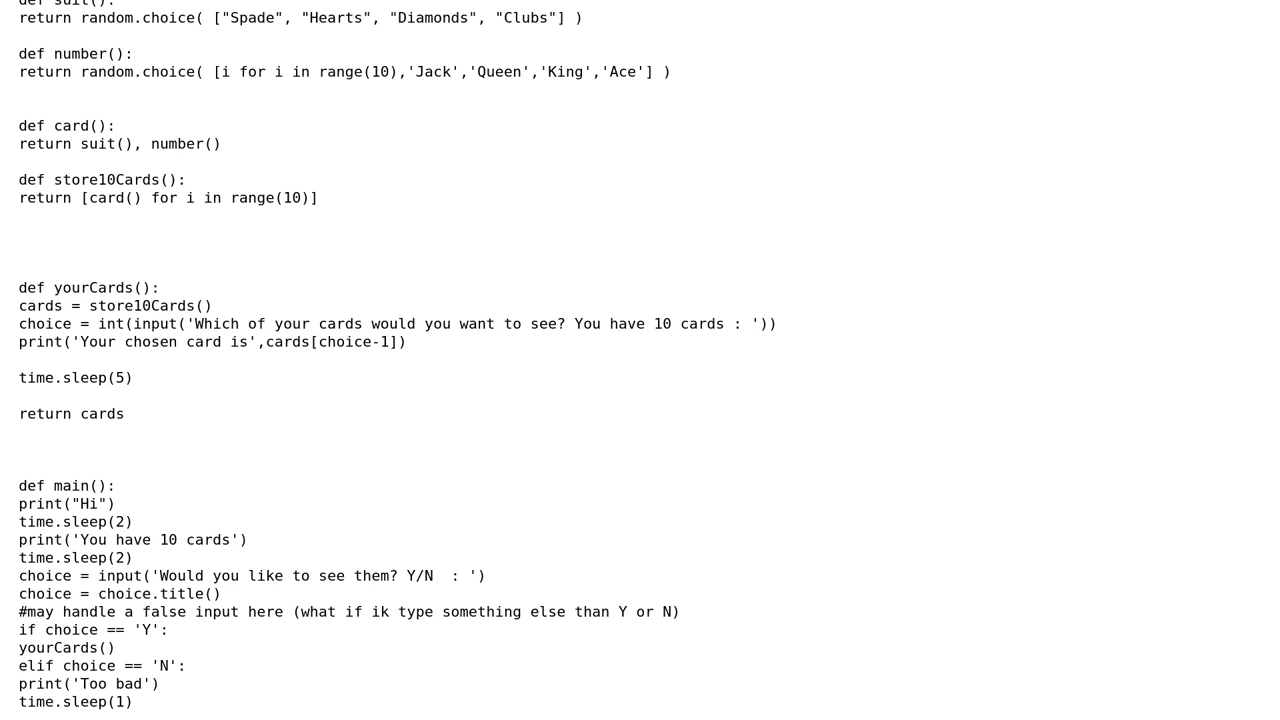 def suit():
return random.choice( ["Spade", "Hearts", "Diamonds", "Clubs"] )
def number():
return random.choice( [i for i in range(10),'Jack','Queen','King','Ace'] )
def card():
return suit(), number()
def store10Cards():
return [card() for i in range(10)]
def yourCards():
cards = store10Cards()
choice = int(input('Which of your cards would you want to see? You have 10 cards : '))
print('Your chosen card is',cards[choice-1])
time.sleep(5)
return cards
def main():
print("Hi")
time.sleep(2)
print('You have 10 cards')
time.sleep(2)
choice = input('Would you like to see them? Y/N  : ')
choice = choice.title()
#may handle a false input here (what if ik type something else than Y or N)
if choice == 'Y':
yourCards()
elif choice == 'N':
print('Too bad')
time.sleep(1)